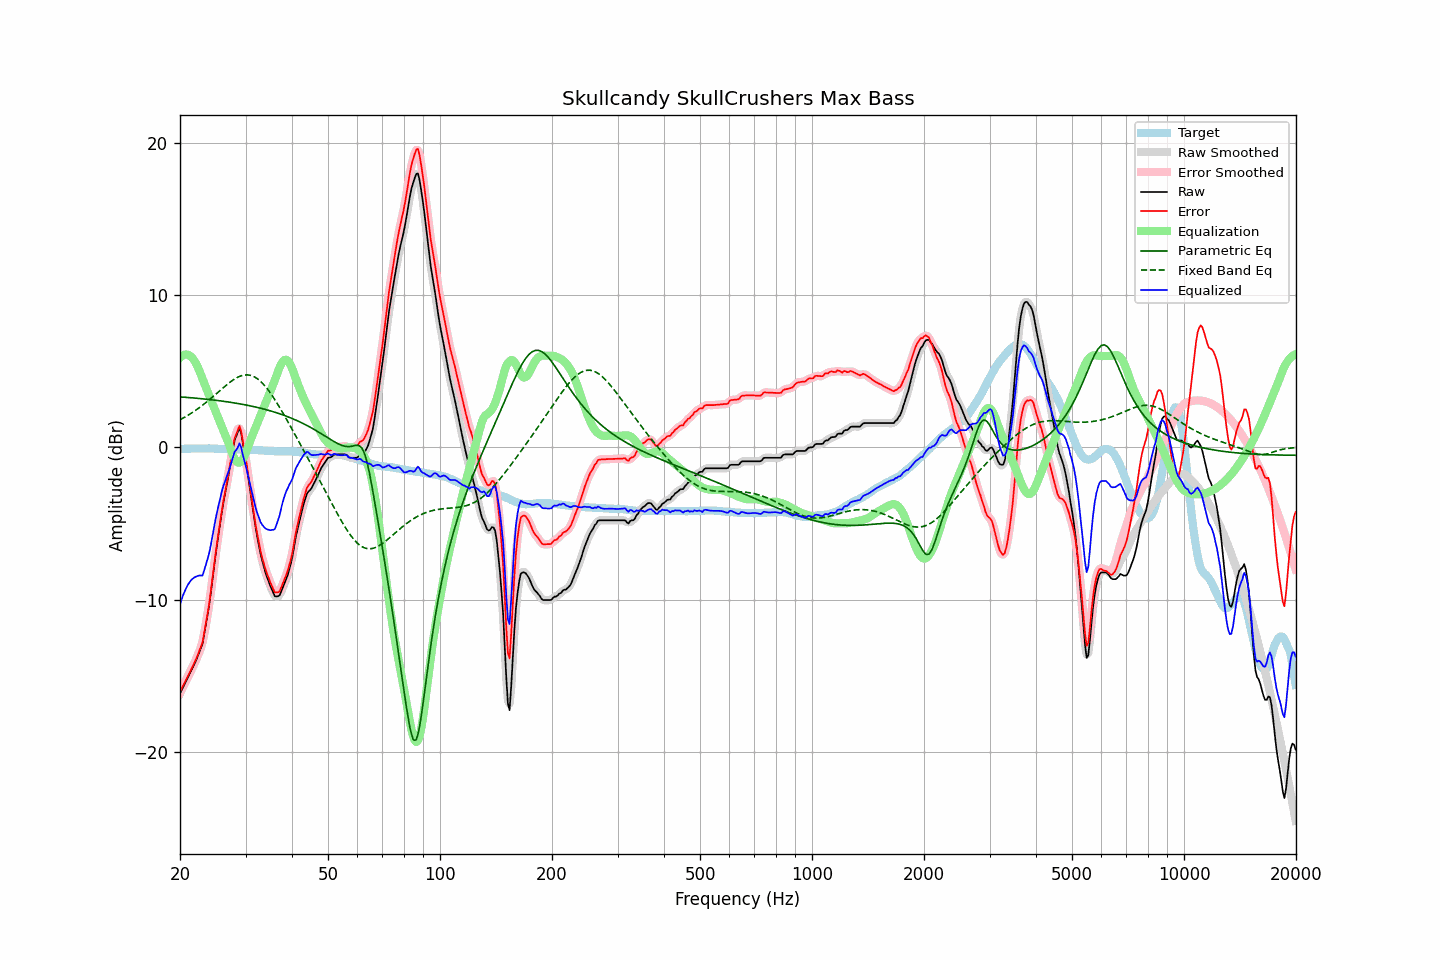 Skullcandy SkullCrushers Max Bass
Target
Raw Smoothed
Error Smoothed
Raw
Error
Equalization
Parametric Eq
Fixed Band Eq
Equalized
20
10
0
−10
−20
Amplitude (dBr)
20
50
100
200
500
1000
2000
5000
10000
20000
Frequency (Hz)